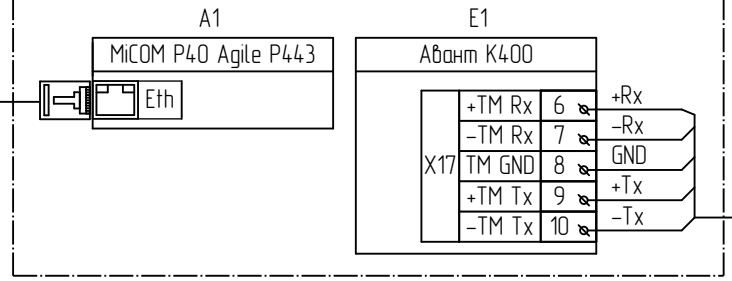 A1
E1
MiCOM P40 Agile P443
Авант К400
Eth
X17
+TM Rx 6 +Rx
−TM Rx 7 −Rx
TM GND 8 GND
+TM Tx 9 +Tx
−TM Tx 10 −Tx